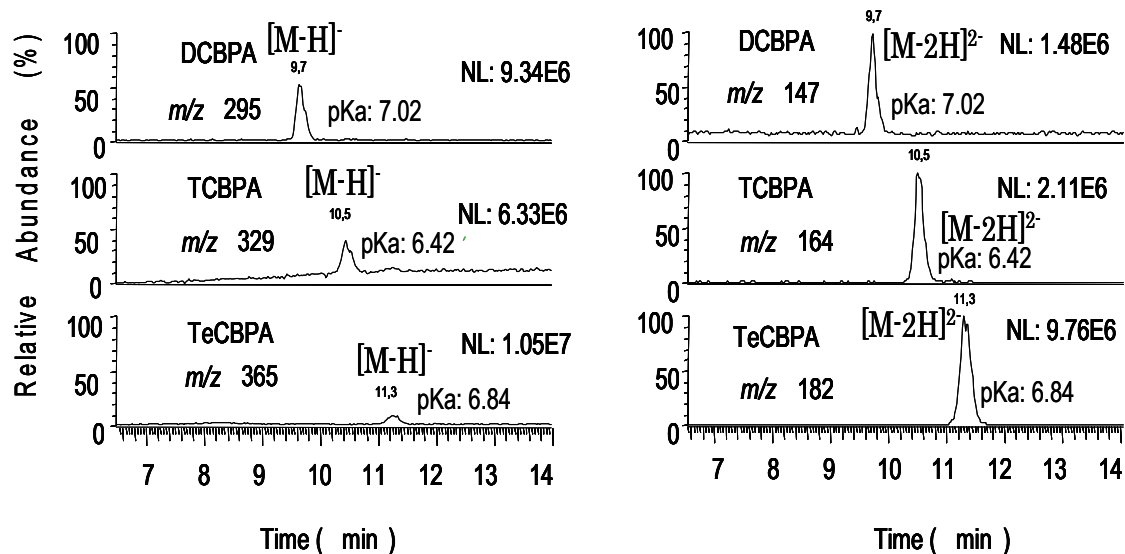 Relative Abundance (%)
100
50
0
DCBPA [M-H]-
9,7
NL: 9.34E6
m/z 295
pKa: 7.02
100
50
0
TCBPA
[M-H]-
10,5
NL: 6.33E6
m/z 329
pKa: 6.42
100
50
0
TeCBPA
[M-H]-
NL: 1.05E7
m/z 365
11,3
pKa: 6.84
7 8 9 10 11 12 13 14
Time ( min)
100
50
0
9,7
DCBPA
[M-2H]2-
NL: 1.48E6
m/z 147
pKa: 7.02
100
50
0
10,5
TCBPA
NL: 2.11E6
m/z 164
[M-2H]2-
pKa: 6.42
100
50
0
11,3
TeCBPA
[M-2H]2-
NL: 9.76E6
m/z 182
pKa: 6.84
7 8 9 10 11 12 13 14
Time ( min)